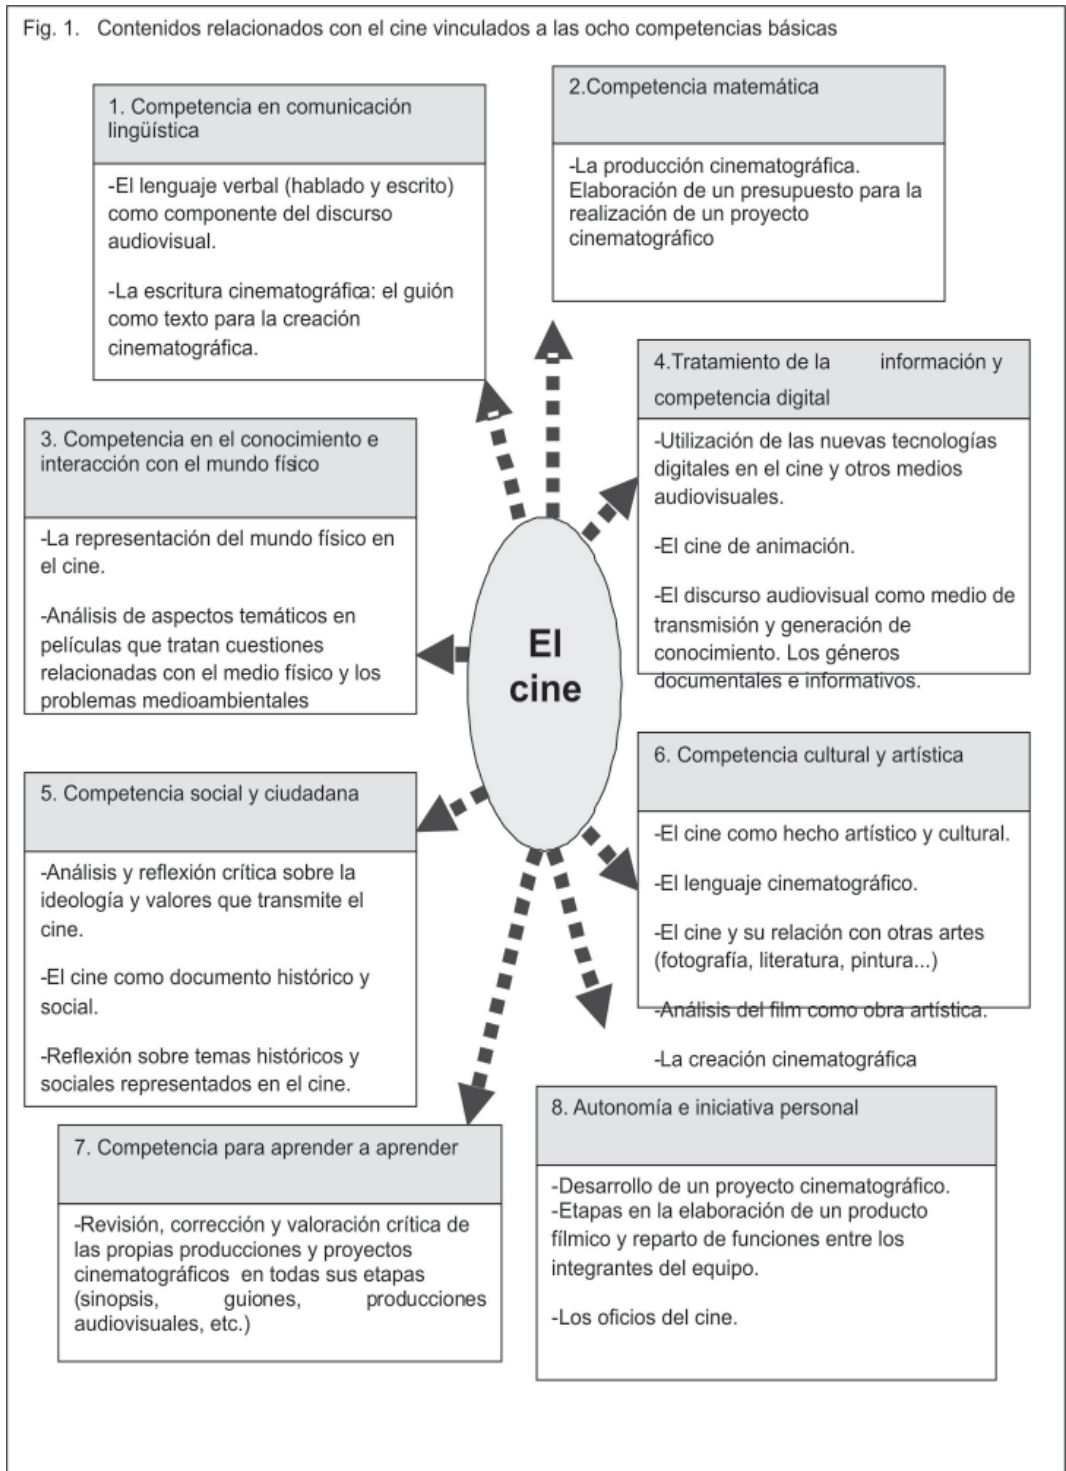 Fig. 1.   Contenidos relacionados con el cine vinculados a las ocho competencias básicas
1. Competencia en comunicación
lingüística
-El lenguaje verbal (hablado y escrito)
como componente del discurso
audiovisual.
-La escritura cinematográfica: el guión
como texto para la creación
cinematográfica.
2.Competencia matemática
-La producción cinematográfica.
Elaboración de un presupuesto para la
realización de un proyecto
cinematográfico
3. Competencia en el conocimiento e
interacción con el mundo físico
-La representación del mundo físico en
el cine.
-Análisis de aspectos temáticos en
películas que tratan cuestiones
relacionadas con el medio físico y los
problemas medioambientales
4.Tratamiento de la información y
competencia digital
-Utilización de las nuevas tecnologías
digitales en el cine y otros medios
audiovisuales.
-El cine de animación.
-El discurso audiovisual como medio de
transmisión y generación de
conocimiento. Los géneros
documentales e informativos.
El
cine
5. Competencia social y ciudadana
-Análisis y reflexión crítica sobre la
ideología y valores que transmite el
cine.
-El cine como documento histórico y
social.
-Reflexión sobre temas históricos y
sociales representados en el cine.
6. Competencia cultural y artística
-El cine como hecho artístico y cultural.
-El lenguaje cinematográfico.
-El cine y su relación con otras artes
(fotografía, literatura, pintura...)
-Análisis del film como obra artística.
-La creación cinematográfica
7. Competencia para aprender a aprender
-Revisión, corrección y valoración crítica de
las propias producciones y proyectos
cinematográficos en todas sus etapas
(sinopsis, guiones, producciones
audiovisuales, etc.)
8. Autonomía e iniciativa personal
-Desarrollo de un proyecto cinematográfico.
-Etapas en la elaboración de un producto
fílmico y reparto de funciones entre los
integrantes del equipo.
-Los oficios del cine.